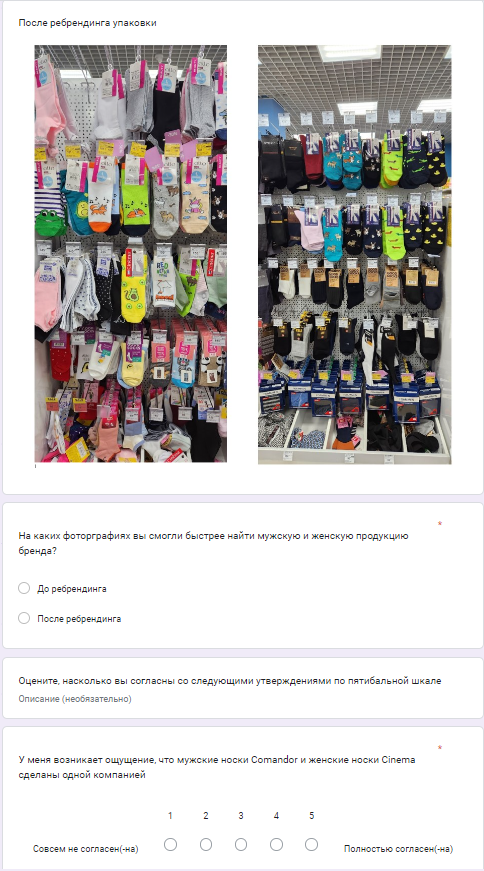 После ребрендинга упаковки
На каких фоторграфиях вы смогли быстрее найти мужскую и женскую продукцию
бренда?
*
До ребрендинга
После ребрендинга
Оцените, насколько вы согласны со следующими утверждениями по пятибальной шкале
Описание (необязательно)
*
У меня возникает ощущение, что мужские носки Comandor и женские носки Cinema
сделаны одной компанией
1 2 3 4 5
Совсем не согласен(-на) Полностью согласен(-на)